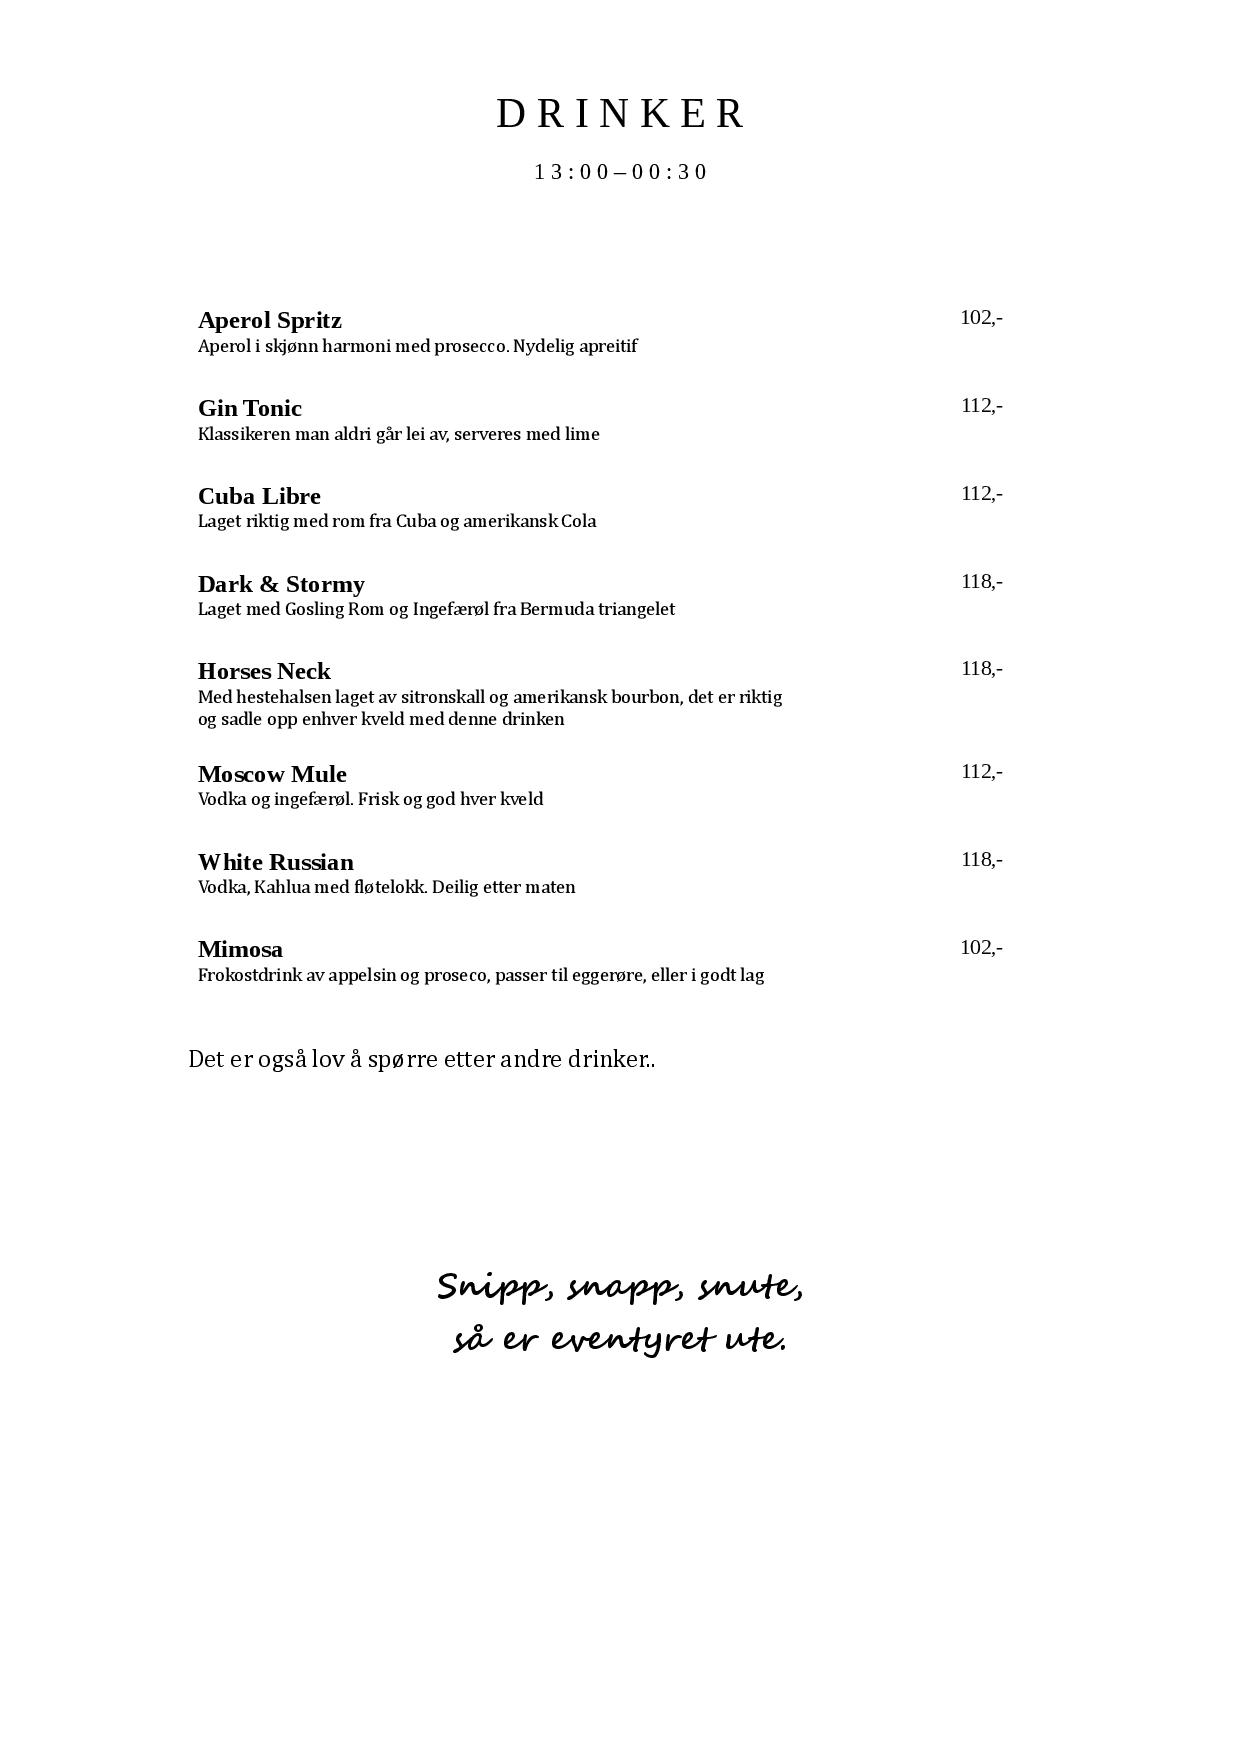 DRINKER
13:00–00:30
Aperol Spritz 102,-
Aperol i skjønn harmoni med prosecco. Nydelig apreitif
Gin Tonic 112,-
Klassikeren man aldri går lei av, serveres med lime
Cuba Libre 112,-
Laget riktig med rom fra Cuba og amerikansk Cola
Dark & Stormy 118,-
Laget med Gosling Rom og Ingefærøl fra Bermuda triangelet
Horses Neck 118,-
Med hestehalsen laget av sitronskall og amerikansk bourbon, det er riktig
og sadle opp enhver kveld med denne drinken
Moscow Mule 112,-
Vodka og ingefærøl. Frisk og god hver kveld
White Russian 118,-
Vodka, Kahlua med fløtelokk. Deilig etter maten
Mimosa 102,-
Frokostdrink av appelsin og proseco, passer til eggerøre, eller i godt lag
Det er også lov å spørre etter andre drinker..
Snipp, snapp, snute,
så er eventyret ute.